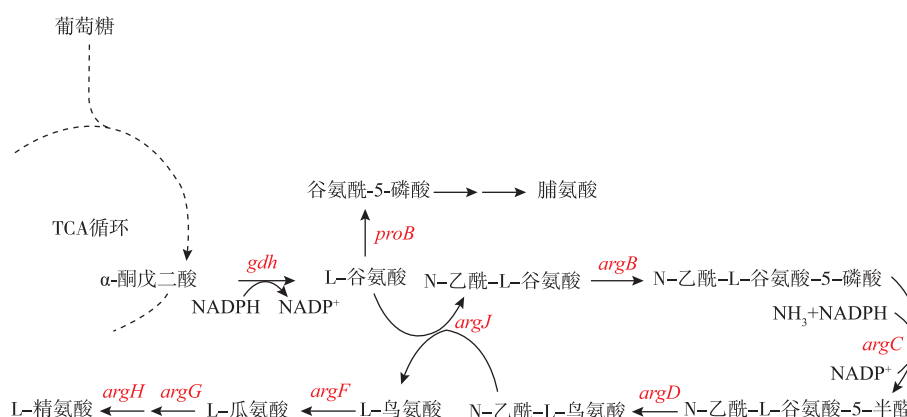 葡萄糖
谷氨酰-5-磷酸
脯氨酸
TCA循环
proB
α-酮戊二酸
gdh
L-谷氨酸
N-乙酰-L-谷氨酸
argB
N-乙酰-L-谷氨酸-5-磷酸
NADPH
NADP⁺
NH₃+NADPH
argJ
argC
NADP⁺
argH
argG
argF
argD
L-精氨酸
L-瓜氨酸
L-鸟氨酸
N-乙酰-L-鸟氨酸
N-乙酰-L-谷氨酸-5-半醛